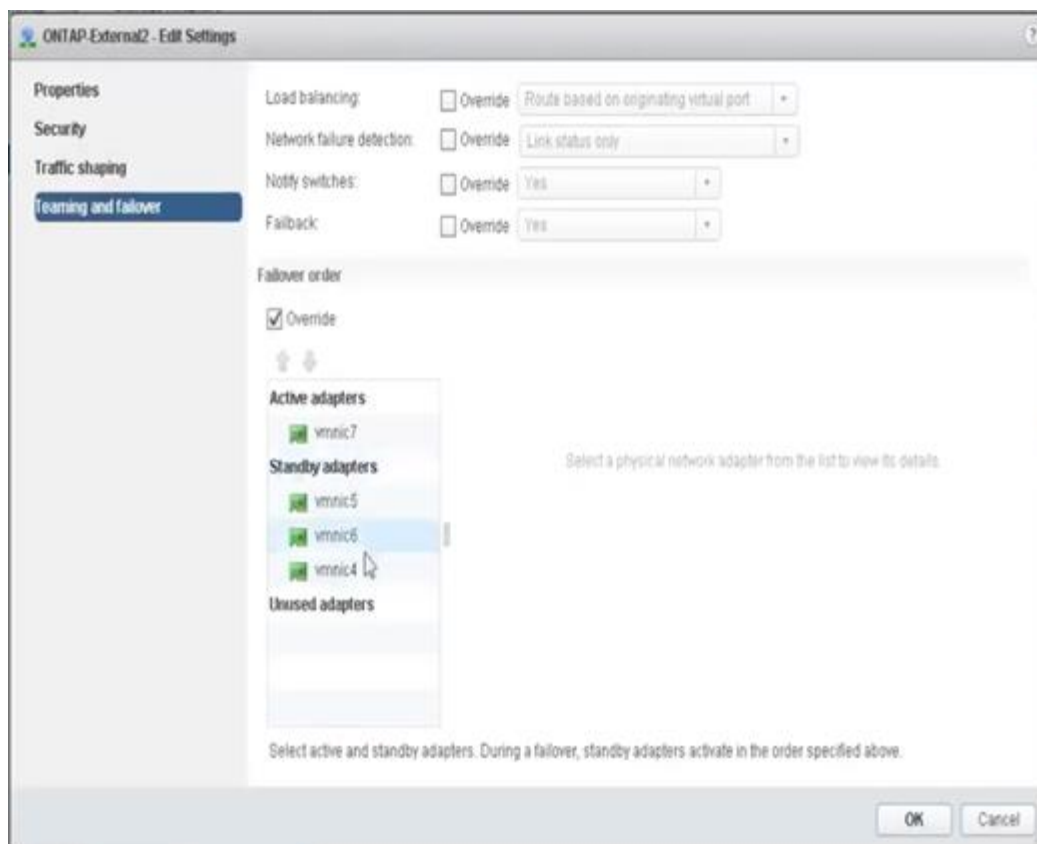 ONTAP-External2 - Edit Settings
?
Properties
Security
Traffic shaping
Teaming and failover
Load balancing: Override Route based on originating virtual port
Network failure detection: Override Link status only
Notify switches: Override Yes
Failback: Override Yes
Failover order
Override
Active adapters
vmnic7
Standby adapters
vmnic5
vmnic6
vmnic4
Unused adapters
Select a physical network adapter from the list to view its details.
Select active and standby adapters. During a failover, standby adapters activate in the order specified above.
OK Cancel